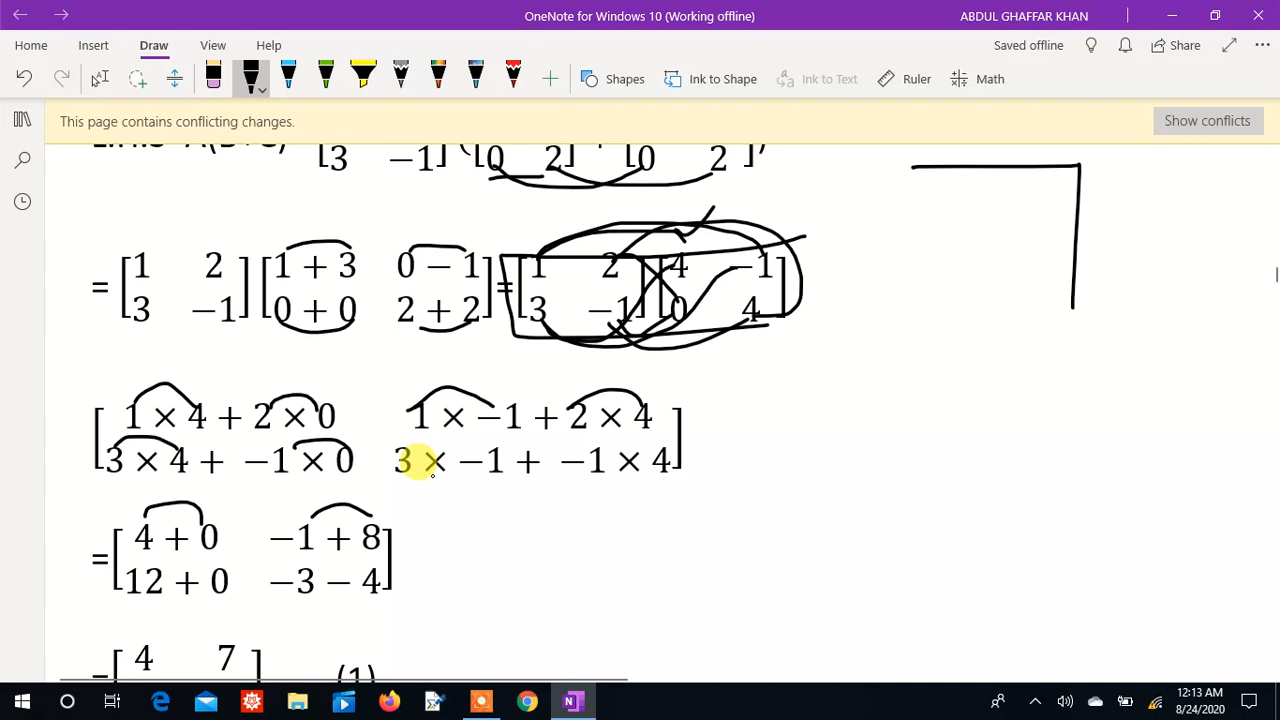 OneNote for Windows 10 (Working offline)
ABDUL GHAFFAR KHAN
Home Insert Draw View Help
Saved offline
Share
Shapes
Ink to Shape
Ink to Text
Ruler
Math
This page contains conflicting changes.
Show conflicts
[3 −1] ([0 2] [0 2])
= [1 2] [1 + 3 0 − 1] = [1 2] [4 −1]
[3 −1] [0 + 0 2 + 2] [3 −1] [0 4]
[1 × 4 + 2 × 0 1 × −1 + 2 × 4]
[3 × 4 + −1 × 0 3 × −1 + −1 × 4]
= [4 + 0 −1 + 8]
[12 + 0 −3 − 4]
= [4 7] (1)
12:13 AM
8/24/2020